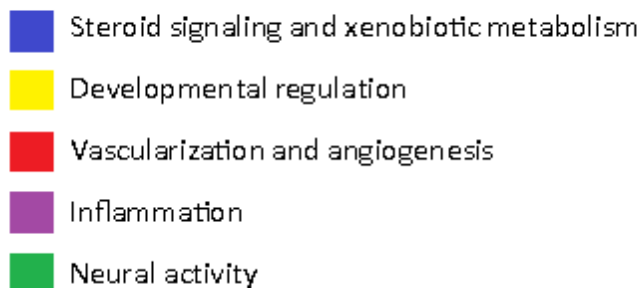 Steroid signaling and xenobiotic metabolism
Developmental regulation
Vascularization and angiogenesis
Inflammation
Neural activity